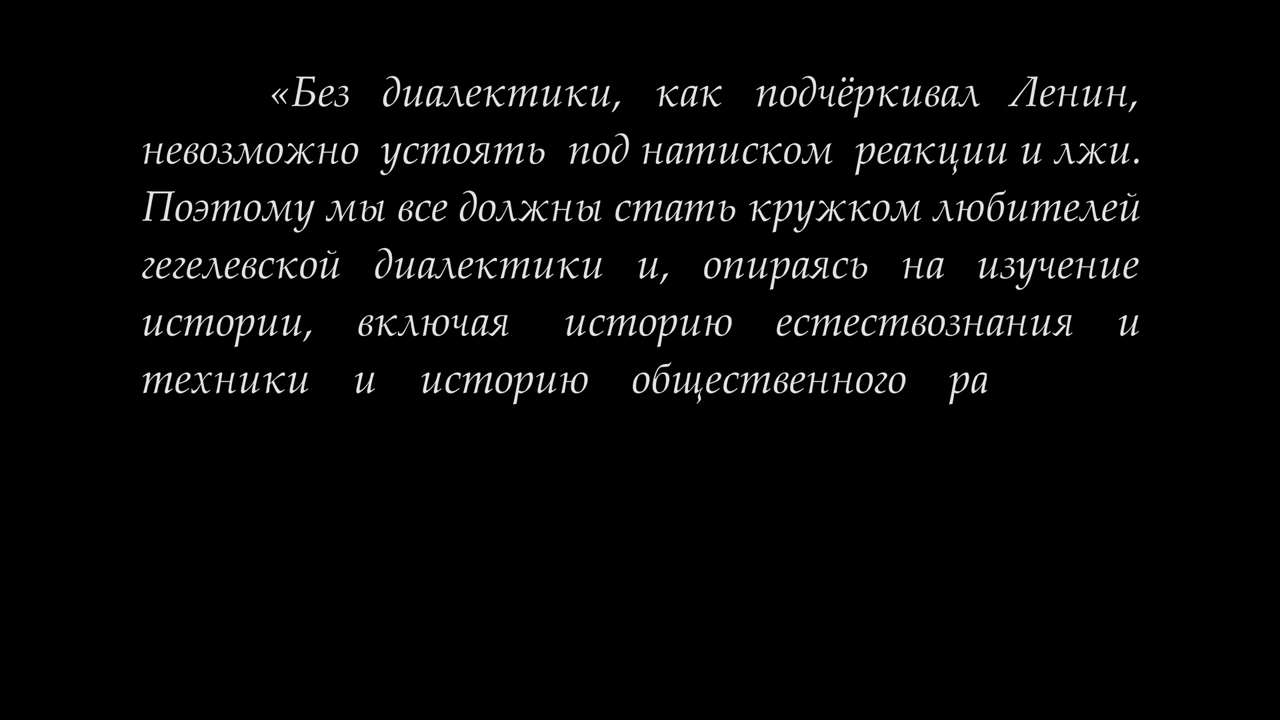 «Без диалектики, как подчёркивал Ленин,
невозможно устоять под натиском реакции и лжи.
Поэтому мы все должны стать кружком любителей
гегелевской диалектики и, опираясь на изучение
истории, включая историю естествознания и
техники и историю общественного ра